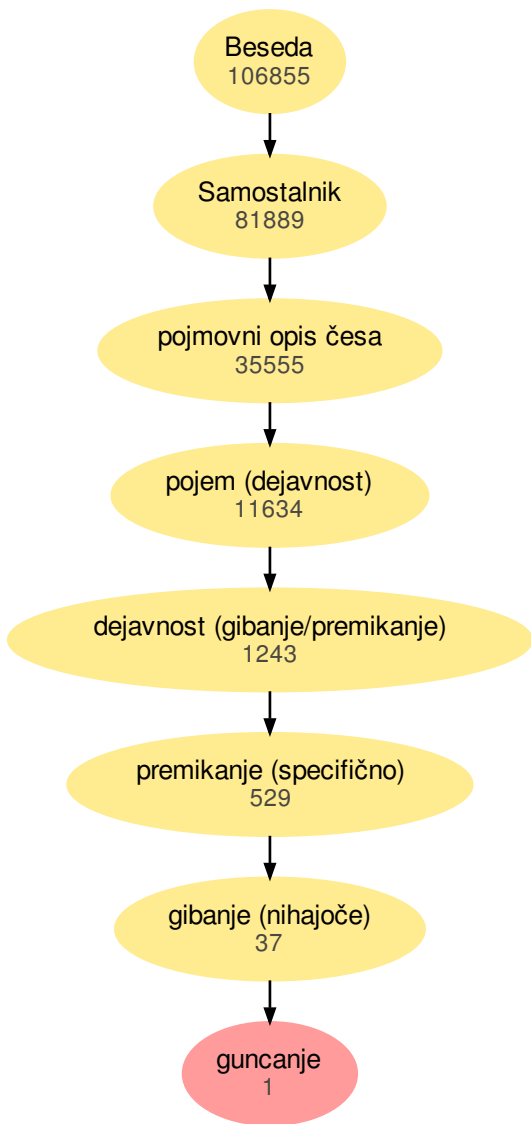 Beseda
106855
Samostalnik
81889
pojmovni opis česa
35555
pojem (dejavnost)
11634
dejavnost (gibanje/premikanje)
1243
premikanje (specifično)
529
gibanje (nihajoče)
37
guncanje
1